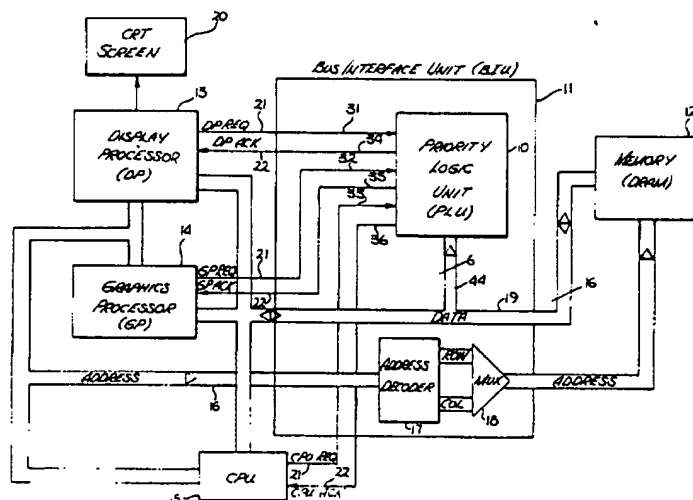 CRT
SCREEN
20
BUS INTERFACE UNIT (BIU)
11
12
13
DISPLAY
PROCESSOR
(DP)
DP REQ
21
31
DP ACK
22
34
32
35
33
36
PRIORITY
LOGIC
UNIT
(PLU)
10
MEMORY
(DRAM)
14
GRAPHICS
PROCESSOR
(GP)
GP REQ
21
GP ACK
22
6
44
19
16
DATA
ADDRESS
16
ADDRESS
DECODER
17
ROW
COL
MUX
18
ADDRESS
CPU
CPU REQ
21
22